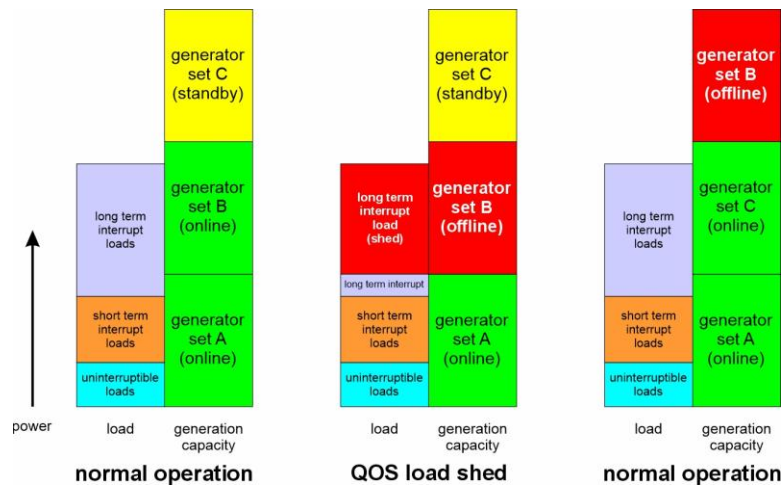 generator
set C
(standby)
generator
set B
(online)
generator
set A
(online)
long term
interrupt
loads
short term
interrupt
loads
uninterruptible
loads
power
load
generation
capacity
normal operation
generator
set C
(standby)
generator
set B
(offline)
generator
set A
(online)
long term
interrupt
load
(shed)
long term interrupt
short term
interrupt
loads
uninterruptible
loads
load
generation
capacity
QOS load shed
generator
set B
(offline)
generator
set C
(online)
generator
set A
(online)
long term
interrupt
loads
short term
interrupt
loads
uninterruptible
loads
load
generation
capacity
normal operation